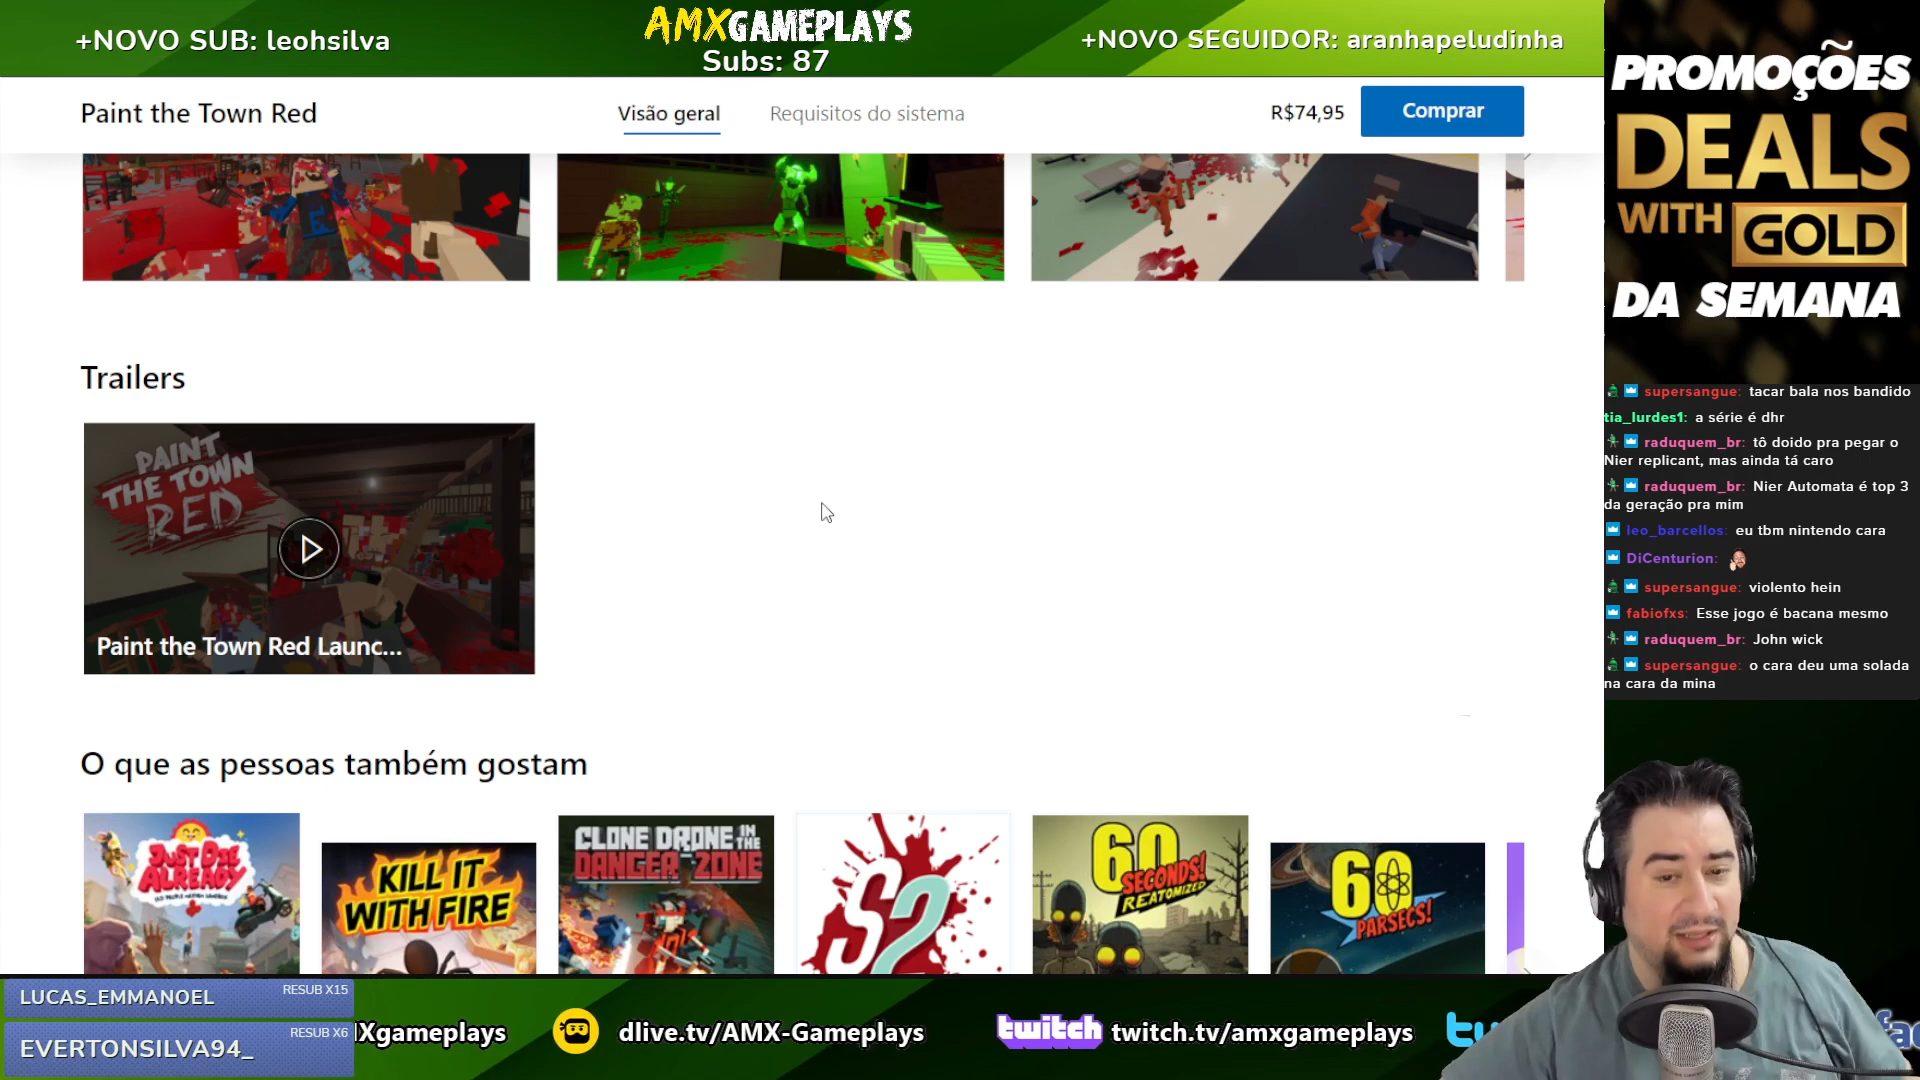 +NOVO SUB: leohsilva
AMXGAMEPLAYS
Subs: 87
+NOVO SEGUIDOR: aranhapeludinha
Paint the Town Red
Visão geral
Requisitos do sistema
R$74,95
Comprar
Trailers
PAINT
THE TOWN
RED
Paint the Town Red Launc...
O que as pessoas também gostam
JUST DIE
ALREADY
KILL IT
WITH FIRE
CLONE DRONE IN
THE
DANGER ZONE
S2
60
SECONDS!
REATOMIZED
60
PARSECS!
PROMOÇÕES
DEALS
WITH GOLD
DA SEMANA
supersangue: tacar bala nos bandido
tia_lurdes1: a série é dhr
raduquem_br: tô doido pra pegar o
Nier replicant, mas ainda tá caro
raduquem_br: Nier Automata é top 3
da geração pra mim
leo_barcellos: eu tbm nintendo cara
DiCenturion:
supersangue: violento hein
fabiofxs: Esse jogo é bacana mesmo
raduquem_br: John wick
supersangue: o cara deu uma solada
na cara da mina
LUCAS_EMMANOEL
RESUB X15
EVERTONSILVA94_
RESUB X6
Xgameplays
dlive.tv/AMX-Gameplays
twitch
twitch.tv/amxgameplays